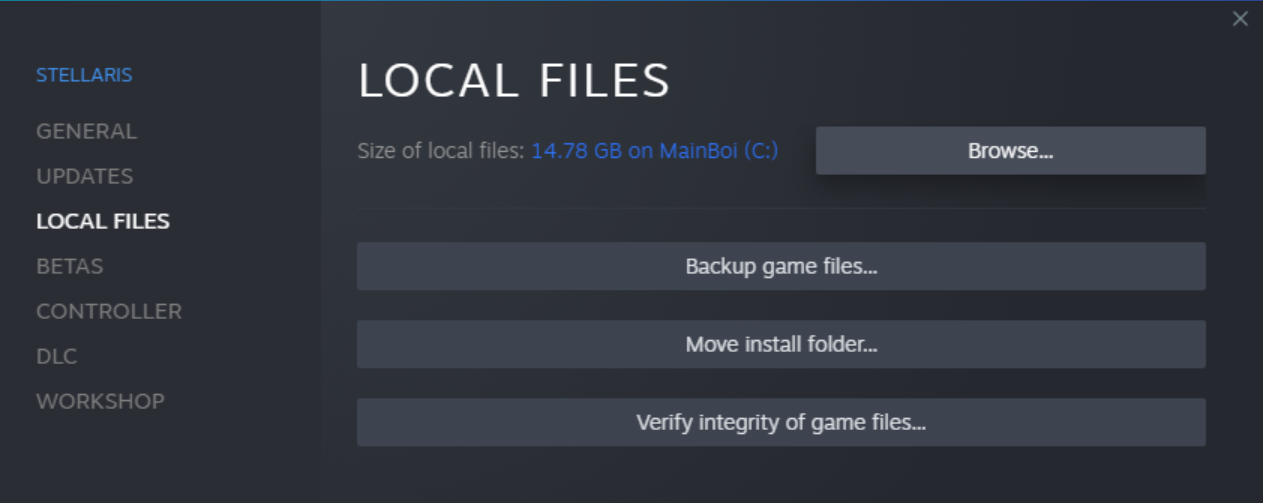 STELLARIS
GENERAL
UPDATES
LOCAL FILES
BETAS
CONTROLLER
DLC
WORKSHOP
LOCAL FILES
Size of local files: 14.78 GB on MainBoi (C:)
Browse...
Backup game files...
Move install folder...
Verify integrity of game files...